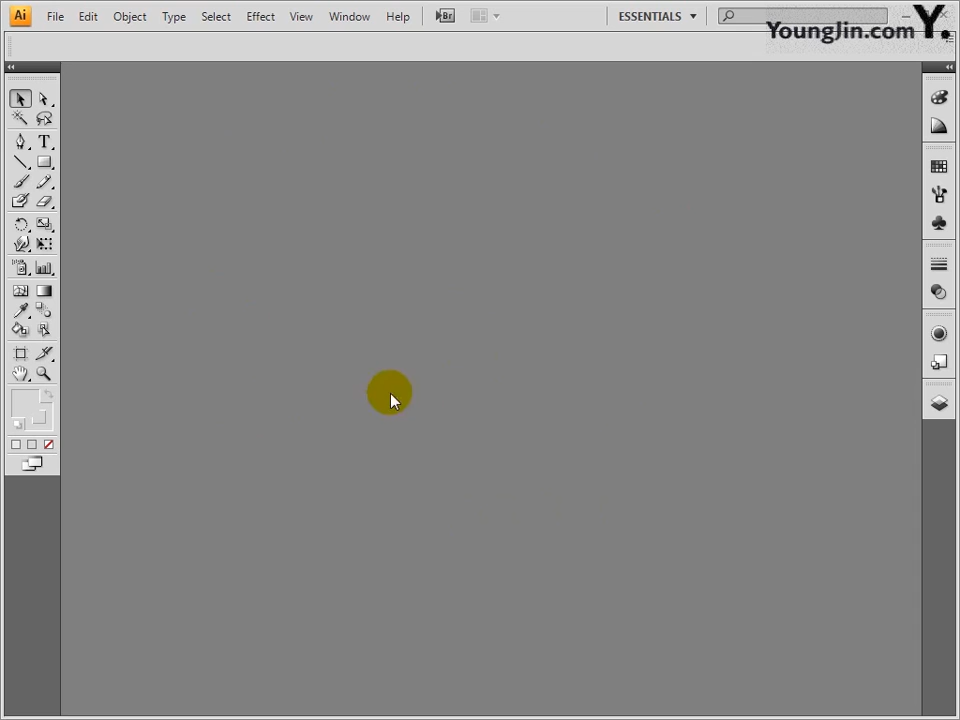 Ai File Edit Object Type Select Effect View Window Help Br ESSENTIALS
YoungJin.com Y.
T